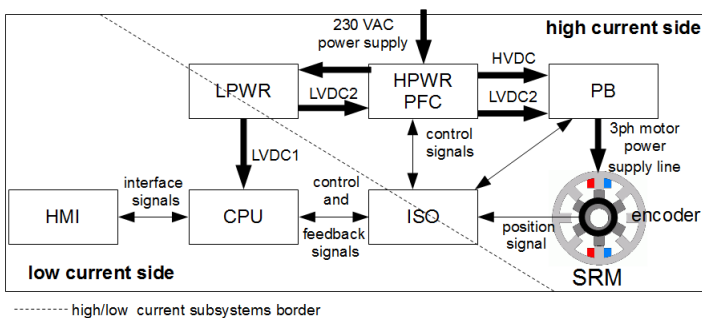 230 VAC
power supply
high current side
HVDC
LPWR
LVDC2
HPWR
PFC
LVDC2
PB
3ph motor
power
supply line
control
signals
LVDC1
interface
signals
control
and
feedback
signals
HMI
CPU
ISO
position
signal
encoder
SRM
low current side
high/low current subsystems border